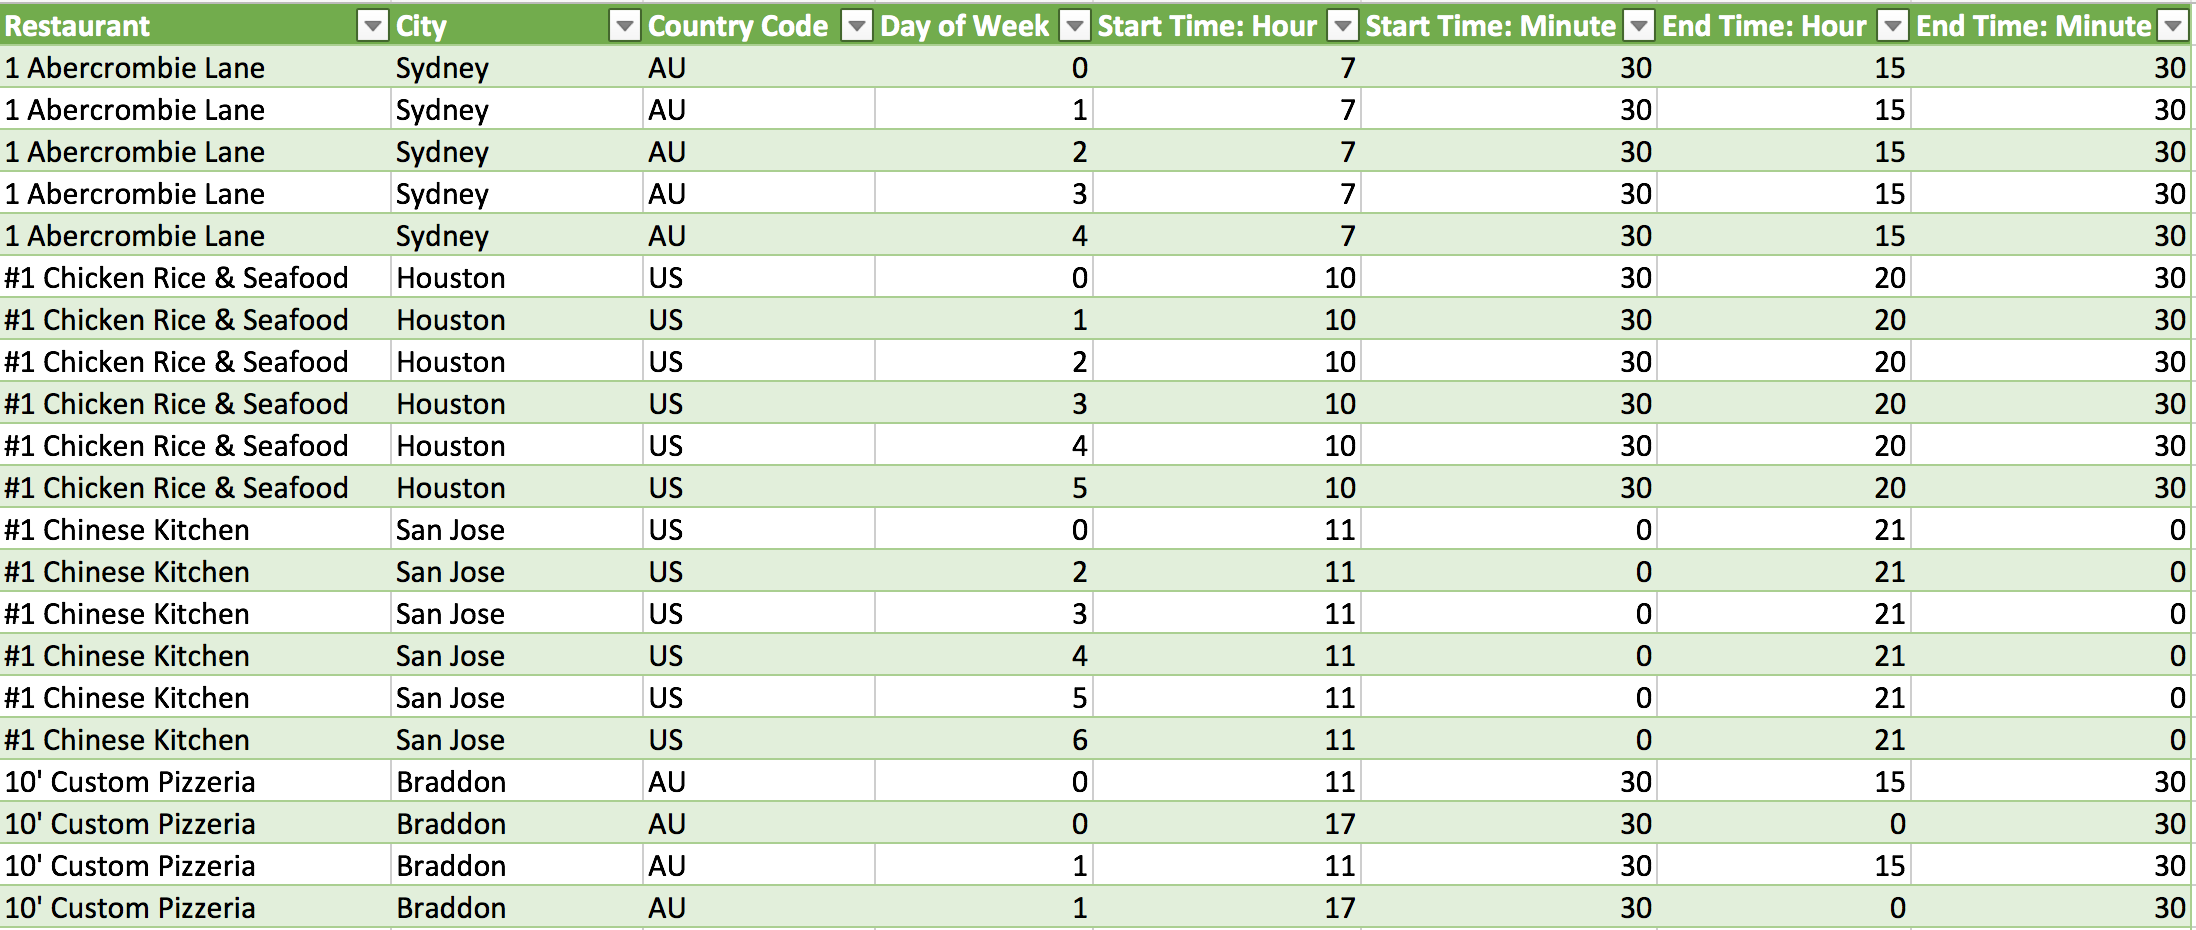 Restaurant City Country Code Day of Week Start Time: Hour Start Time: Minute End Time: Hour End Time: Minute
1 Abercrombie Lane Sydney AU 0 7 30 15 30
1 Abercrombie Lane Sydney AU 1 7 30 15 30
1 Abercrombie Lane Sydney AU 2 7 30 15 30
1 Abercrombie Lane Sydney AU 3 7 30 15 30
1 Abercrombie Lane Sydney AU 4 7 30 15 30
#1 Chicken Rice & Seafood Houston US 0 10 30 20 30
#1 Chicken Rice & Seafood Houston US 1 10 30 20 30
#1 Chicken Rice & Seafood Houston US 2 10 30 20 30
#1 Chicken Rice & Seafood Houston US 3 10 30 20 30
#1 Chicken Rice & Seafood Houston US 4 10 30 20 30
#1 Chicken Rice & Seafood Houston US 5 10 30 20 30
#1 Chinese Kitchen San Jose US 0 11 0 21 0
#1 Chinese Kitchen San Jose US 2 11 0 21 0
#1 Chinese Kitchen San Jose US 3 11 0 21 0
#1 Chinese Kitchen San Jose US 4 11 0 21 0
#1 Chinese Kitchen San Jose US 5 11 0 21 0
#1 Chinese Kitchen San Jose US 6 11 0 21 0
10' Custom Pizzeria Braddon AU 0 11 30 15 30
10' Custom Pizzeria Braddon AU 0 17 30 0 30
10' Custom Pizzeria Braddon AU 1 11 30 15 30
10' Custom Pizzeria Braddon AU 1 17 30 0 30